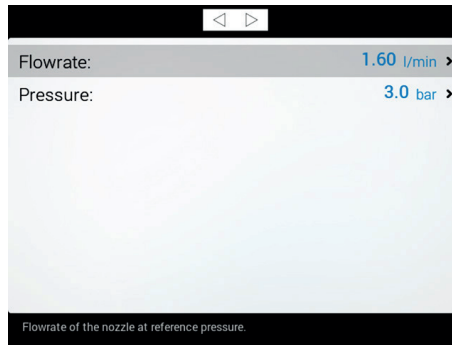 Flowrate: 1.60 l/min
Pressure: 3.0 bar
Flowrate of the nozzle at reference pressure.